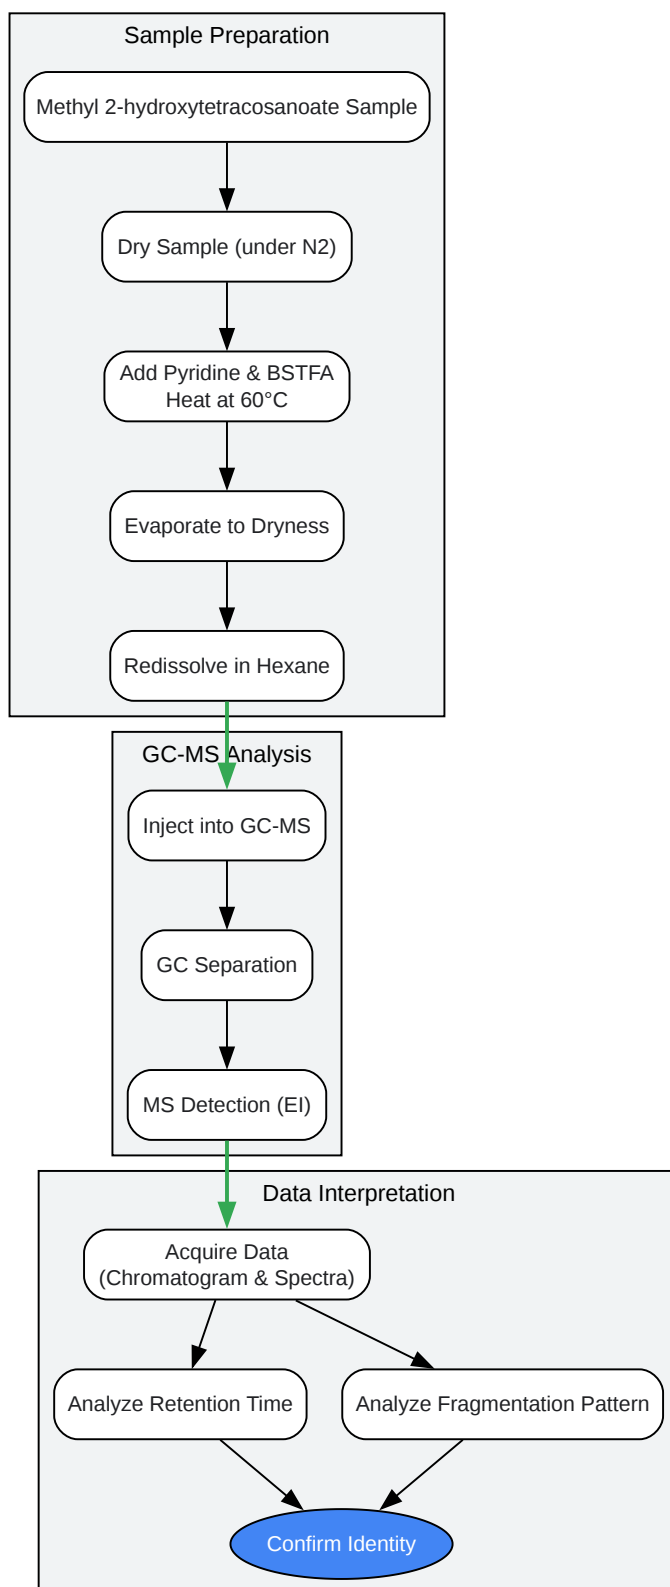 Sample Preparation
Methyl 2-hydroxytetracosanoate Sample
Dry Sample (under N2)
Add Pyridine & BSTFA
Heat at 60°C
Evaporate to Dryness
Redissolve in Hexane
GC-MS Analysis
Inject into GC-MS
GC Separation
MS Detection (EI)
Data Interpretation
Acquire Data
(Chromatogram & Spectra)
Analyze Retention Time
Analyze Fragmentation Pattern
Confirm Identity